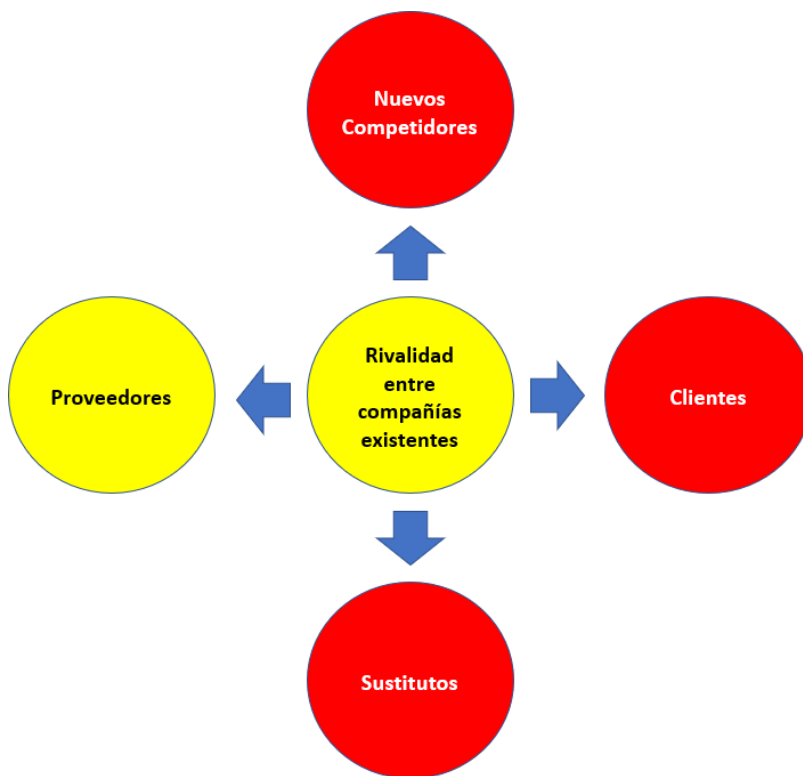 Nuevos
Competidores
Proveedores
Rivalidad
entre
compañías
existentes
Clientes
Sustitutos